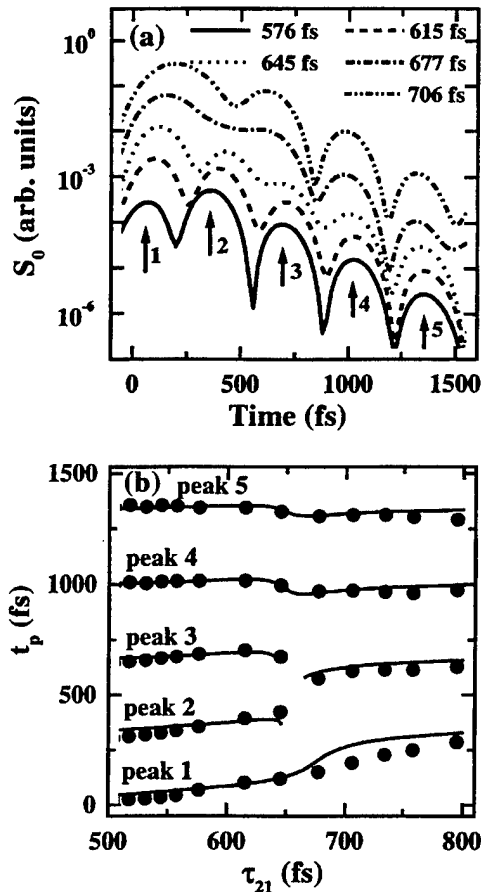 (a)
576 fs
615 fs
645 fs
677 fs
706 fs
10^0
10^-3
10^-6
S_0 (arb. units)
1
2
3
4
5
0
500
1000
1500
Time (fs)
(b)
1500
1000
500
0
t_p (fs)
peak 5
peak 4
peak 3
peak 2
peak 1
500
600
700
800
τ_21 (fs)